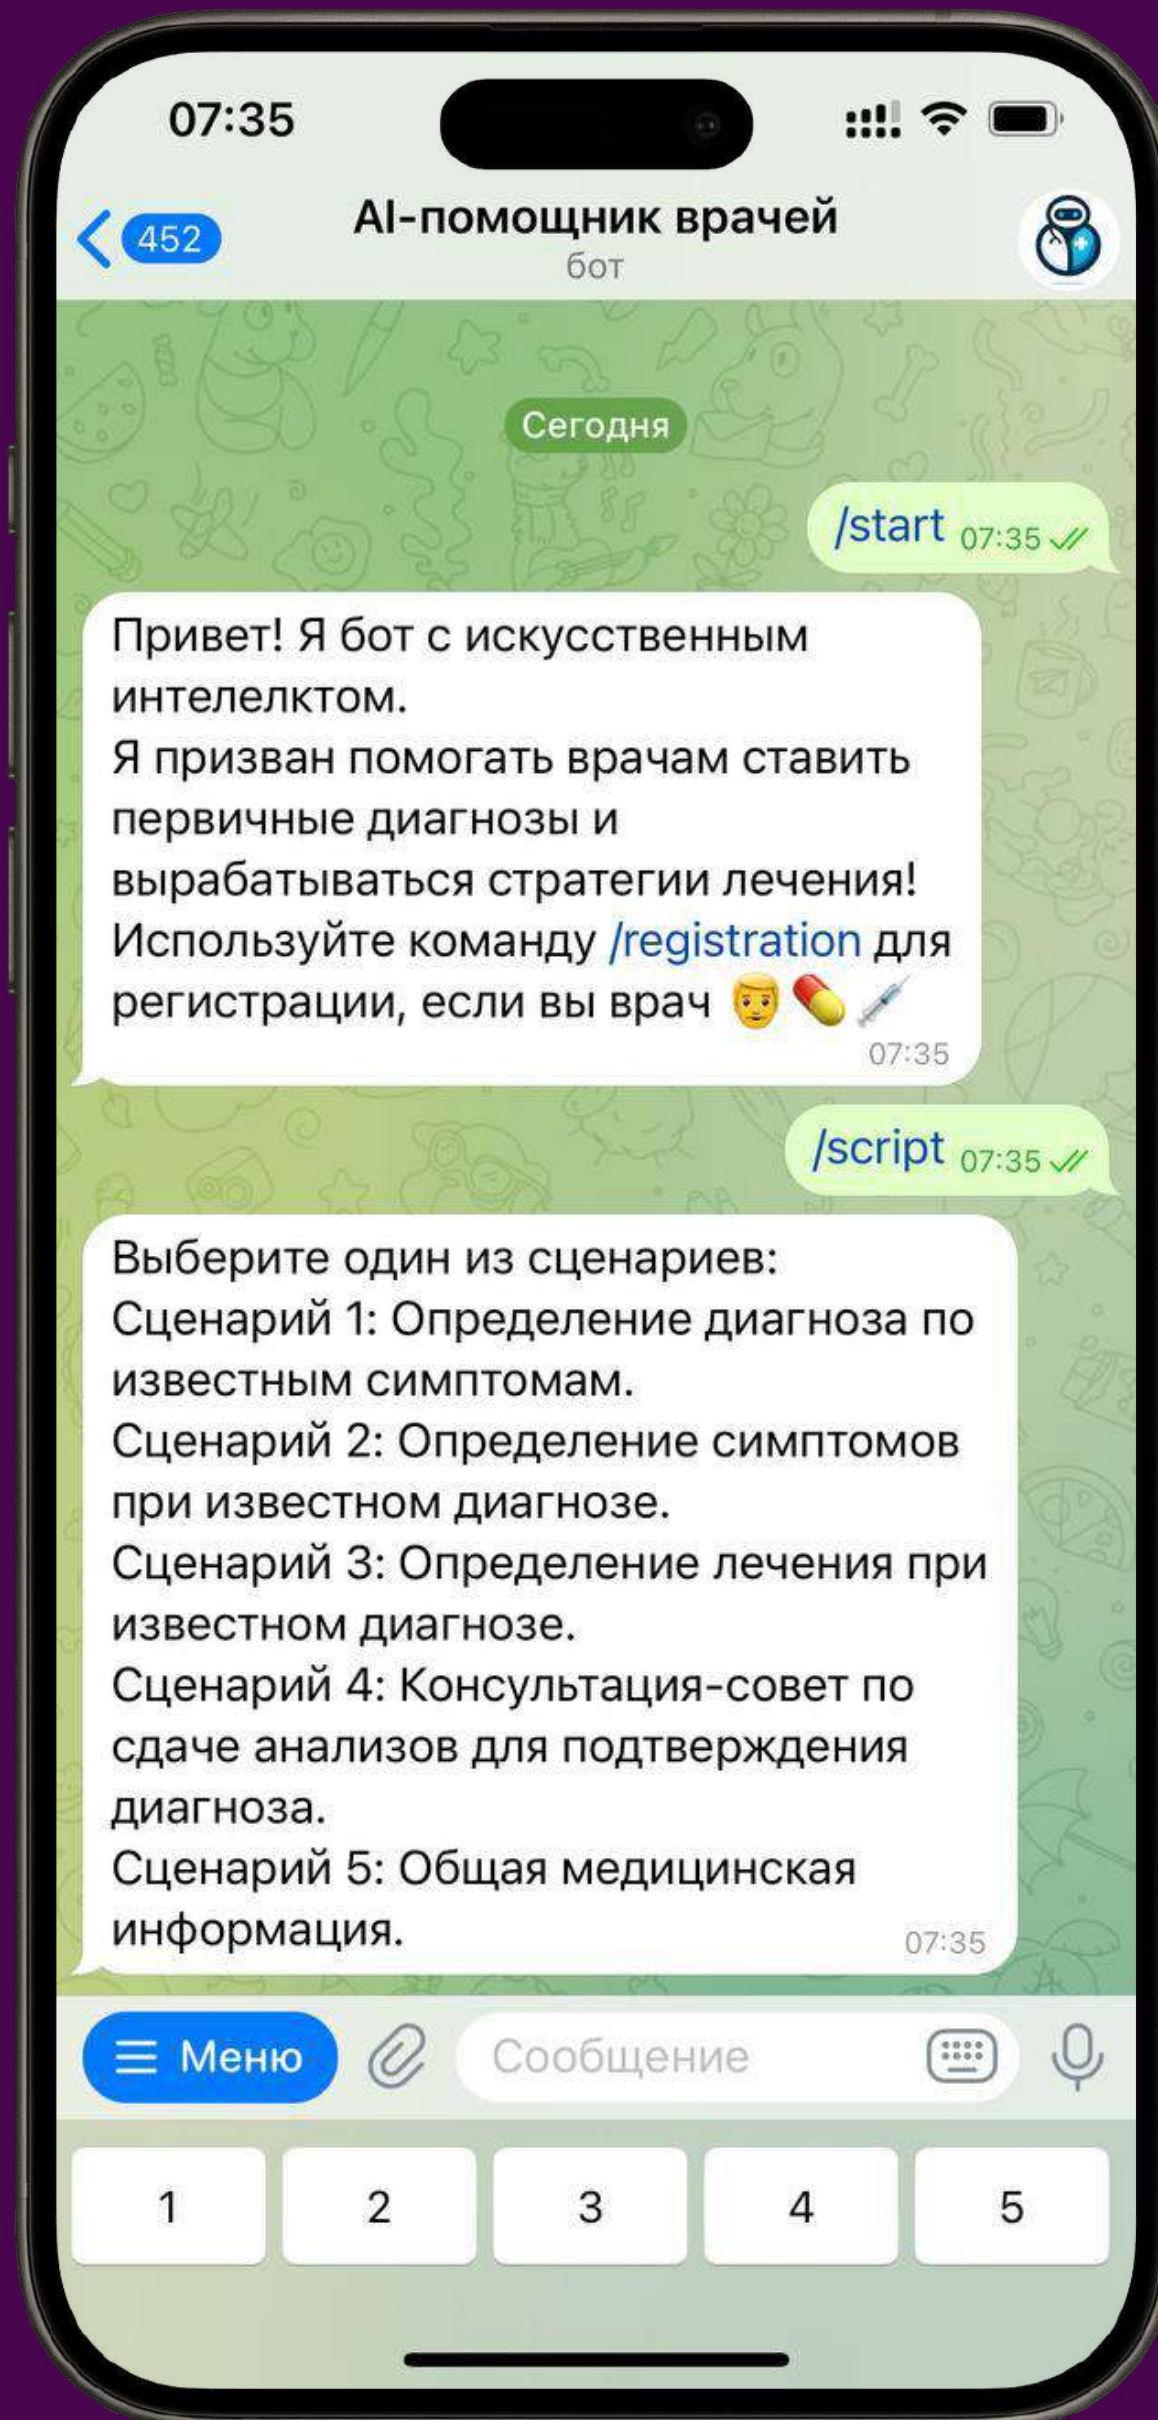 07:35
452
AI-помощник врачей
бот
Сегодня
/start 07:35
Привет! Я бот с искусственным
интелелктом.
Я призван помогать врачам ставить
первичные диагнозы и
вырабатываться стратегии лечения!
Используйте команду /registration для
регистрации, если вы врач
07:35
/script 07:35
Выберите один из сценариев:
Сценарий 1: Определение диагноза по
известным симптомам.
Сценарий 2: Определение симптомов
при известном диагнозе.
Сценарий 3: Определение лечения при
известном диагнозе.
Сценарий 4: Консультация-совет по
сдаче анализов для подтверждения
диагноза.
Сценарий 5: Общая медицинская
информация. 07:35
Меню Сообщение
1 2 3 4 5